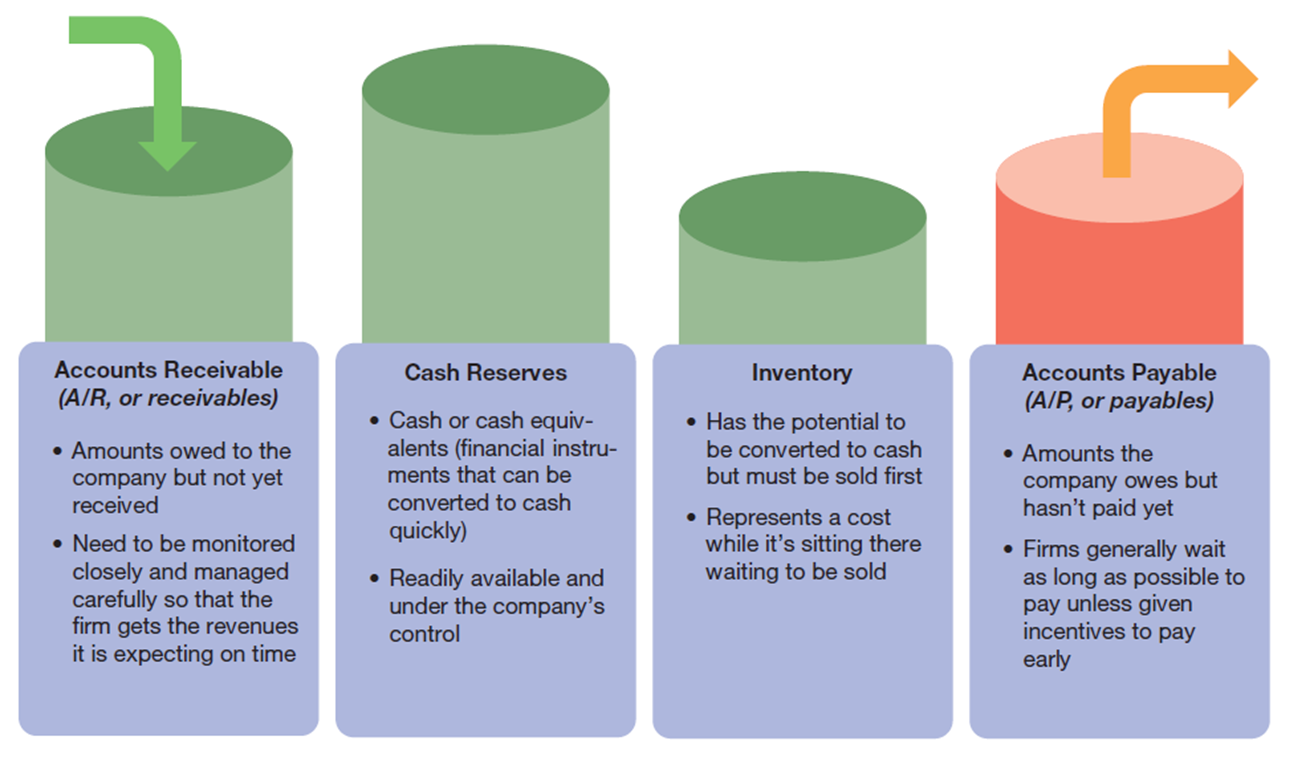 Accounts Receivable
(A/R, or receivables)
• Amounts owed to the
company but not yet
received
• Need to be monitored
closely and managed
carefully so that the
firm gets the revenues
it is expecting on time
Cash Reserves
• Cash or cash equiv-
alents (financial instru-
ments that can be
converted to cash
quickly)
• Readily available and
under the company's
control
Inventory
• Has the potential to
be converted to cash
but must be sold first
• Represents a cost
while it's sitting there
waiting to be sold
Accounts Payable
(A/P, or payables)
• Amounts the
company owes but
hasn't paid yet
• Firms generally wait
as long as possible to
pay unless given
incentives to pay
early